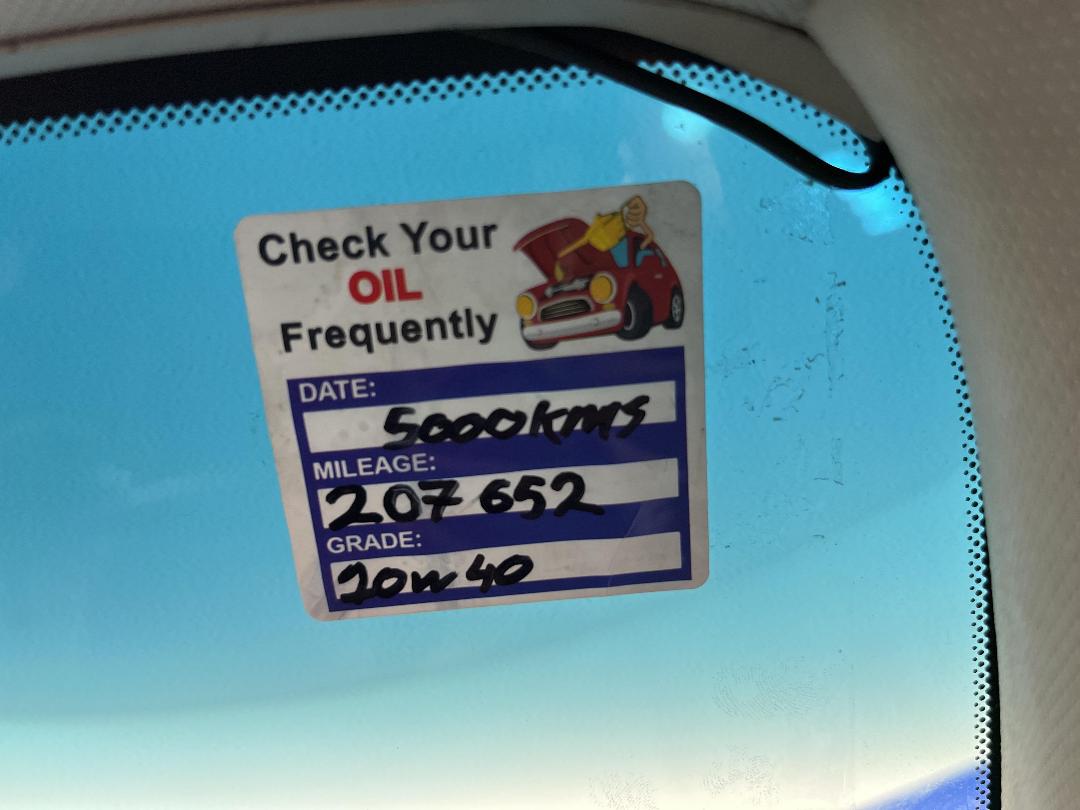 Check Your
OIL
Frequently
DATE:
5000kms
MILEAGE:
207 652
GRADE:
20w40